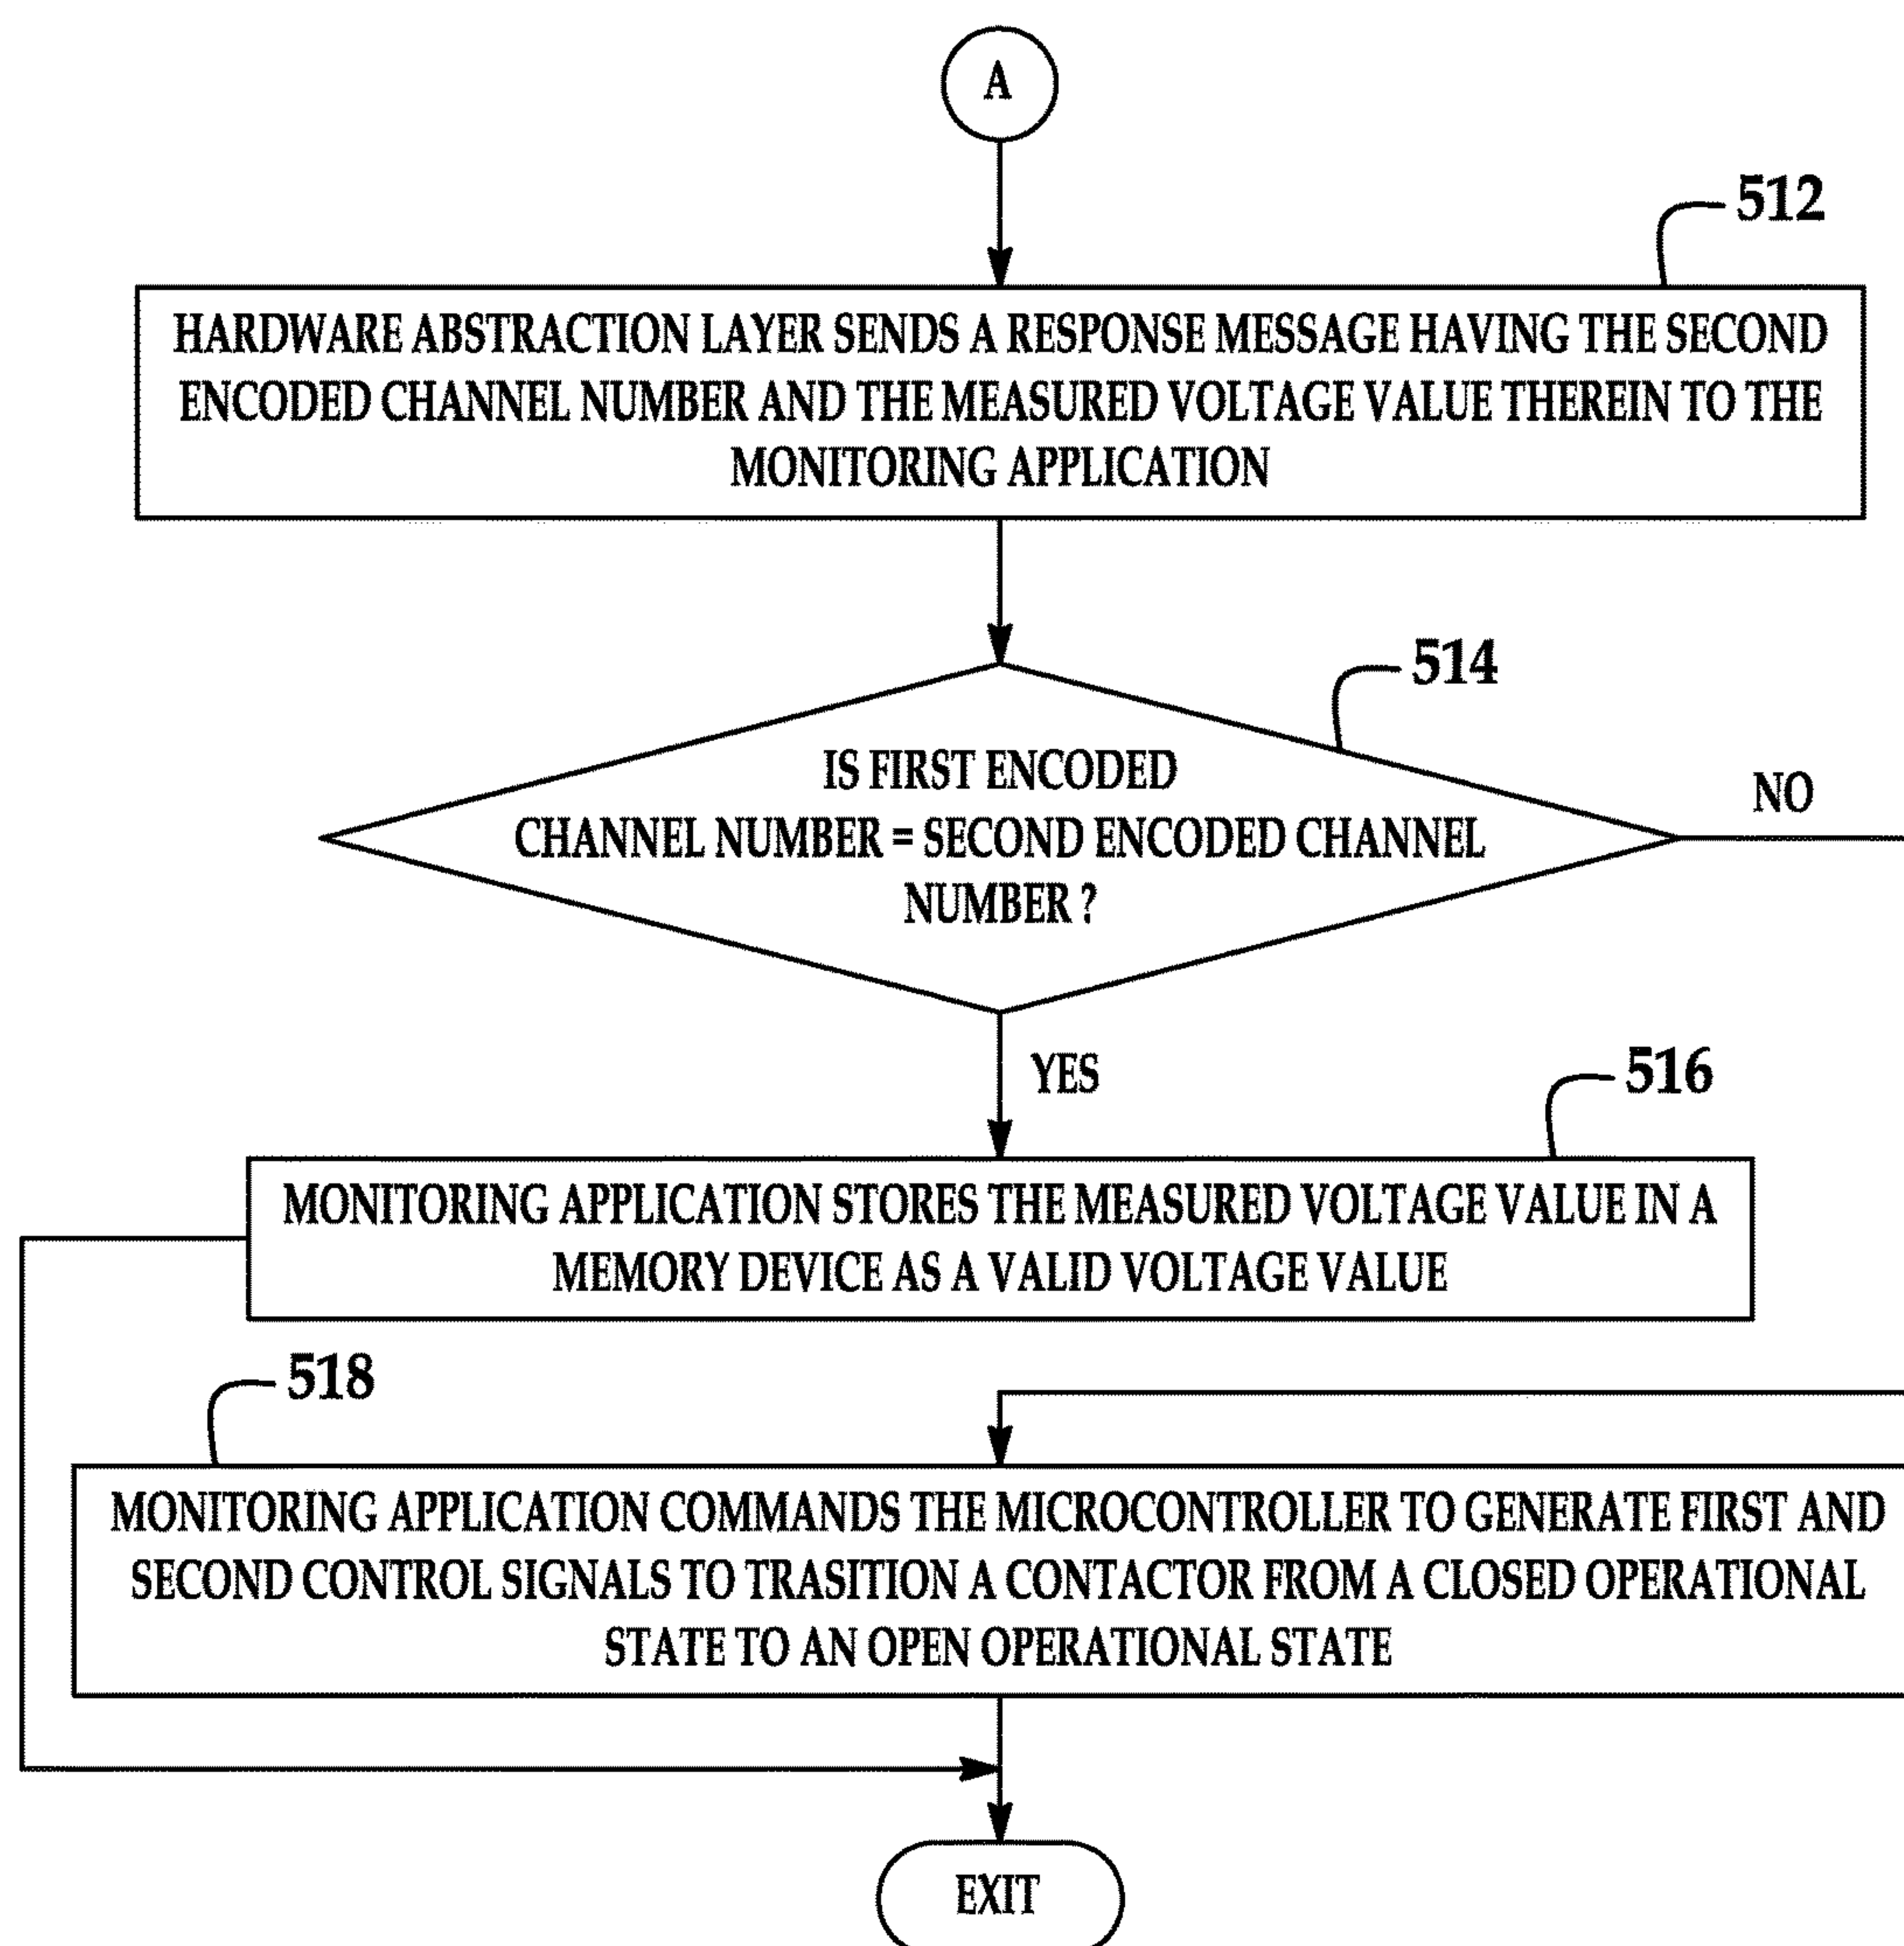 A
512
HARDWARE ABSTRACTION LAYER SENDS A RESPONSE MESSAGE HAVING THE SECOND
ENCODED CHANNEL NUMBER AND THE MEASURED VOLTAGE VALUE THEREIN TO THE
MONITORING APPLICATION
514
IS FIRST ENCODED
CHANNEL NUMBER = SECOND ENCODED CHANNEL
NUMBER ?
NO
YES
516
MONITORING APPLICATION STORES THE MEASURED VOLTAGE VALUE IN A
MEMORY DEVICE AS A VALID VOLTAGE VALUE
518
MONITORING APPLICATION COMMANDS THE MICROCONTROLLER TO GENERATE FIRST AND
SECOND CONTROL SIGNALS TO TRASITION A CONTACTOR FROM A CLOSED OPERATIONAL
STATE TO AN OPEN OPERATIONAL STATE
EXIT